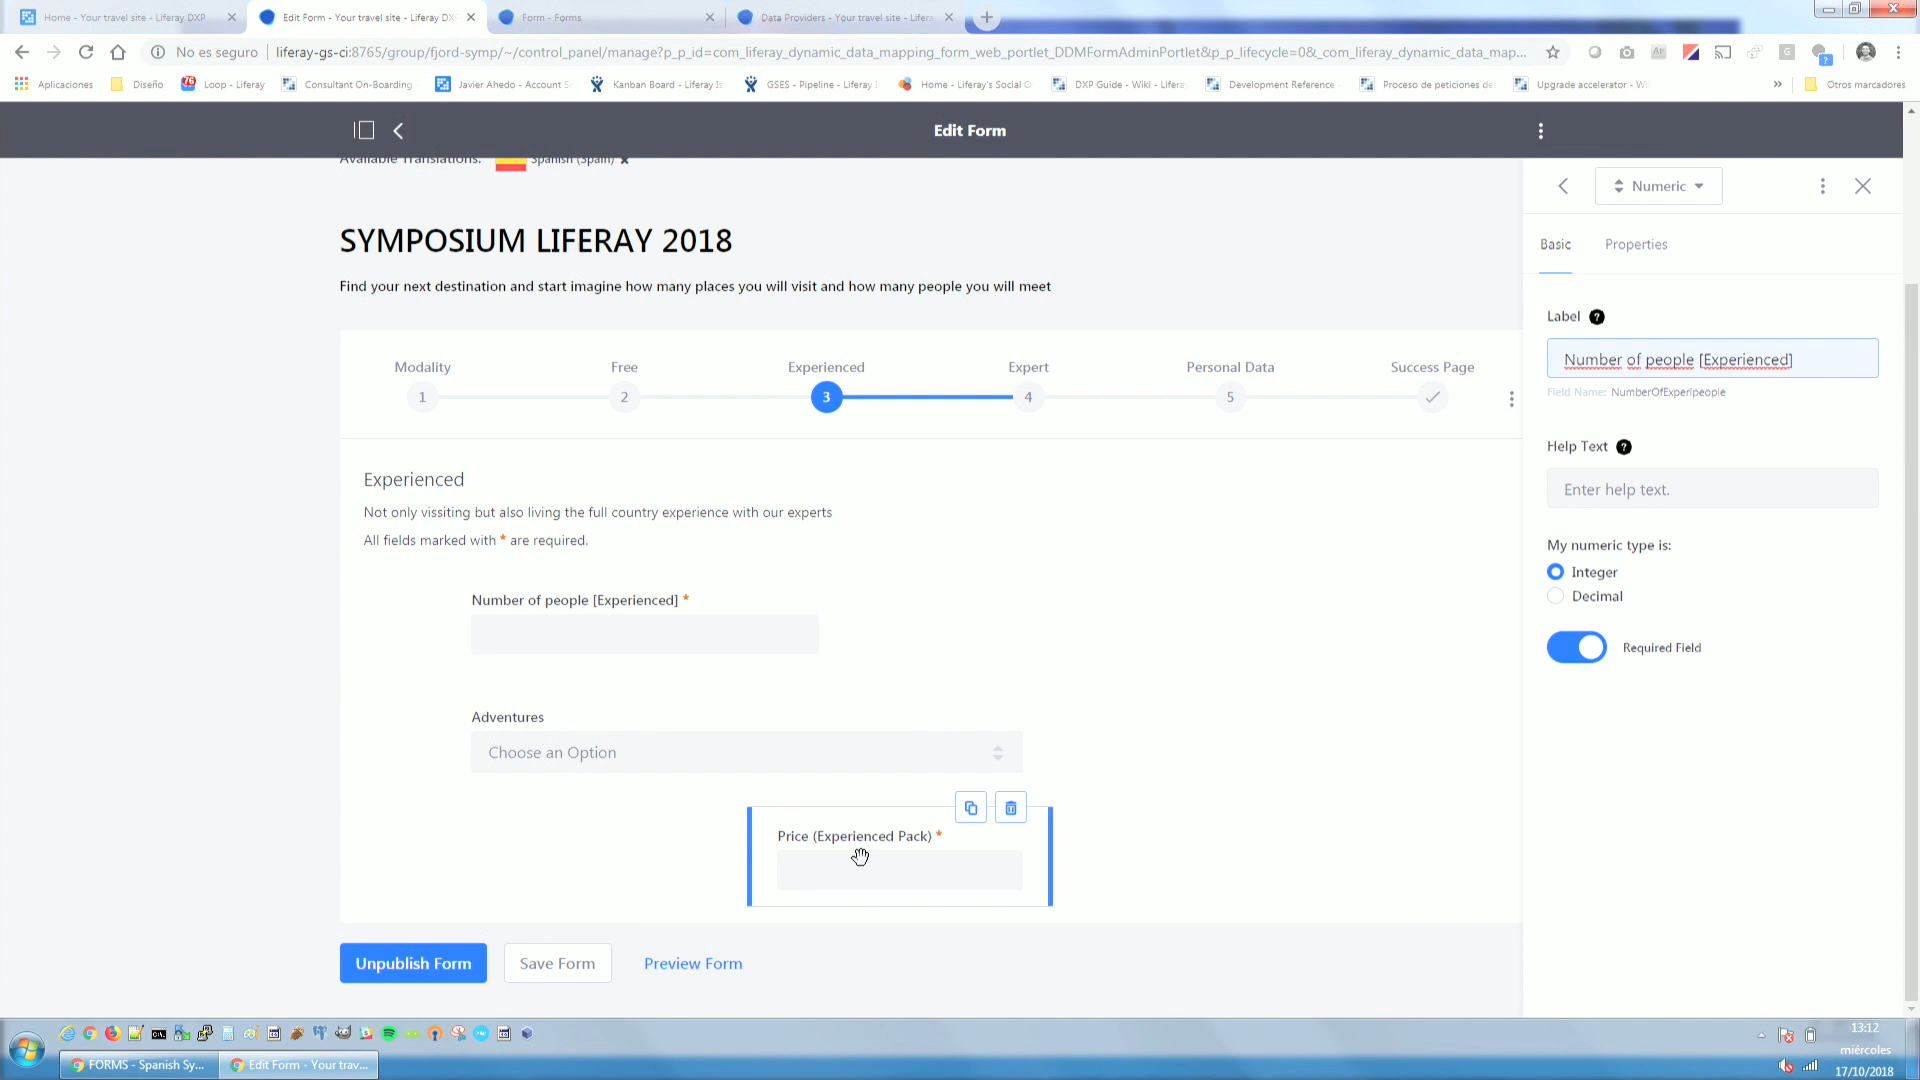 Home - Your travel site - Liferay DXP
Edit Form - Your travel site - Liferay DX
Form - Forms
Data Providers - Your travel site - Lifera
No es seguro
liferay-gs-ci:8765/group/fjord-symp/~/control_panel/manage?p_p_id=com_liferay_dynamic_data_mapping_form_web_portlet_DDMFormAdminPortlet&p_p_lifecycle=0&_com_liferay_dynamic_data_map...
Aplicaciones
Diseño
Loop - Liferay
Consultant On-Boarding
Javier Ahedo - Account S
Kanban Board - Liferay Is
GSES - Pipeline - Liferay
Home - Liferay's Social O
DXP Guide - Wiki - Lifera
Development Reference
Proceso de peticiones de
Upgrade accelerator - Wi
»
Otros marcadores
Edit Form
Available Translations:
Spanish (Spain)
Numeric
SYMPOSIUM LIFERAY 2018
Basic
Properties
Find your next destination and start imagine how many places you will visit and how many people you will meet
Label ?
Modality
Free
Experienced
Expert
Personal Data
Success Page
Number of people [Experienced]
1
2
3
4
5
Field Name: NumberOfExperipeople
Help Text ?
Experienced
Enter help text.
Not only vissiting but also living the full country experience with our experts
All fields marked with * are required.
My numeric type is:
Integer
Decimal
Number of people [Experienced] *
Required Field
Adventures
Choose an Option
Price (Experienced Pack) *
Unpublish Form
Save Form
Preview Form
FORMS - Spanish Sy...
Edit Form - Your trav...
13:12
miércoles
17/10/2018